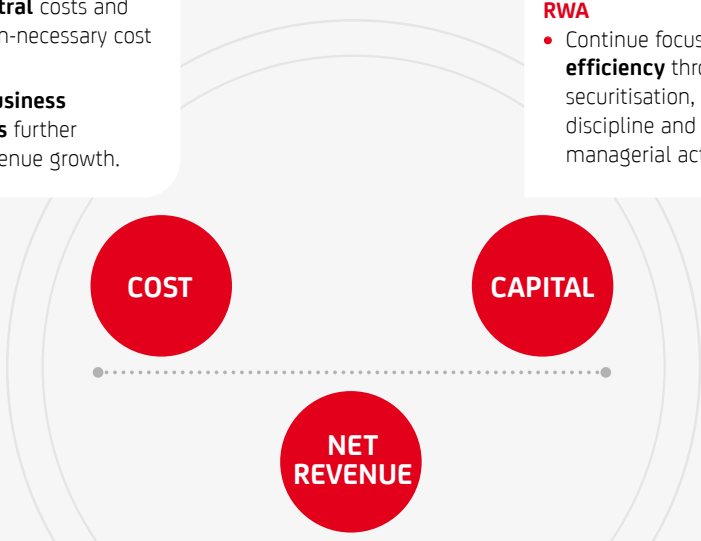 tral costs and
n-necessary cost
usiness
s further
enue growth.
RWA
• Continue focus
efficiency thro
securitisation,
discipline and
managerial act
COST
CAPITAL
NET
REVENUE